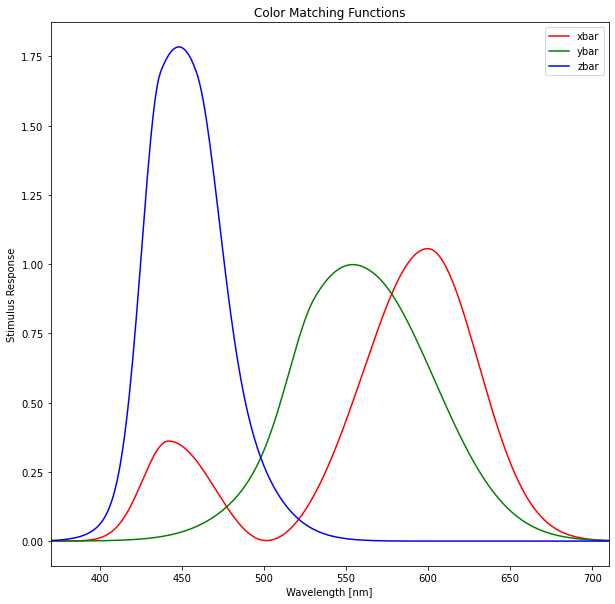 Color Matching Functions
xbar
ybar
zbar
Stimulus Response
1.75
1.50
1.25
1.00
0.75
0.50
0.25
0.00
400 450 500 550 600 650 700
Wavelength [nm]